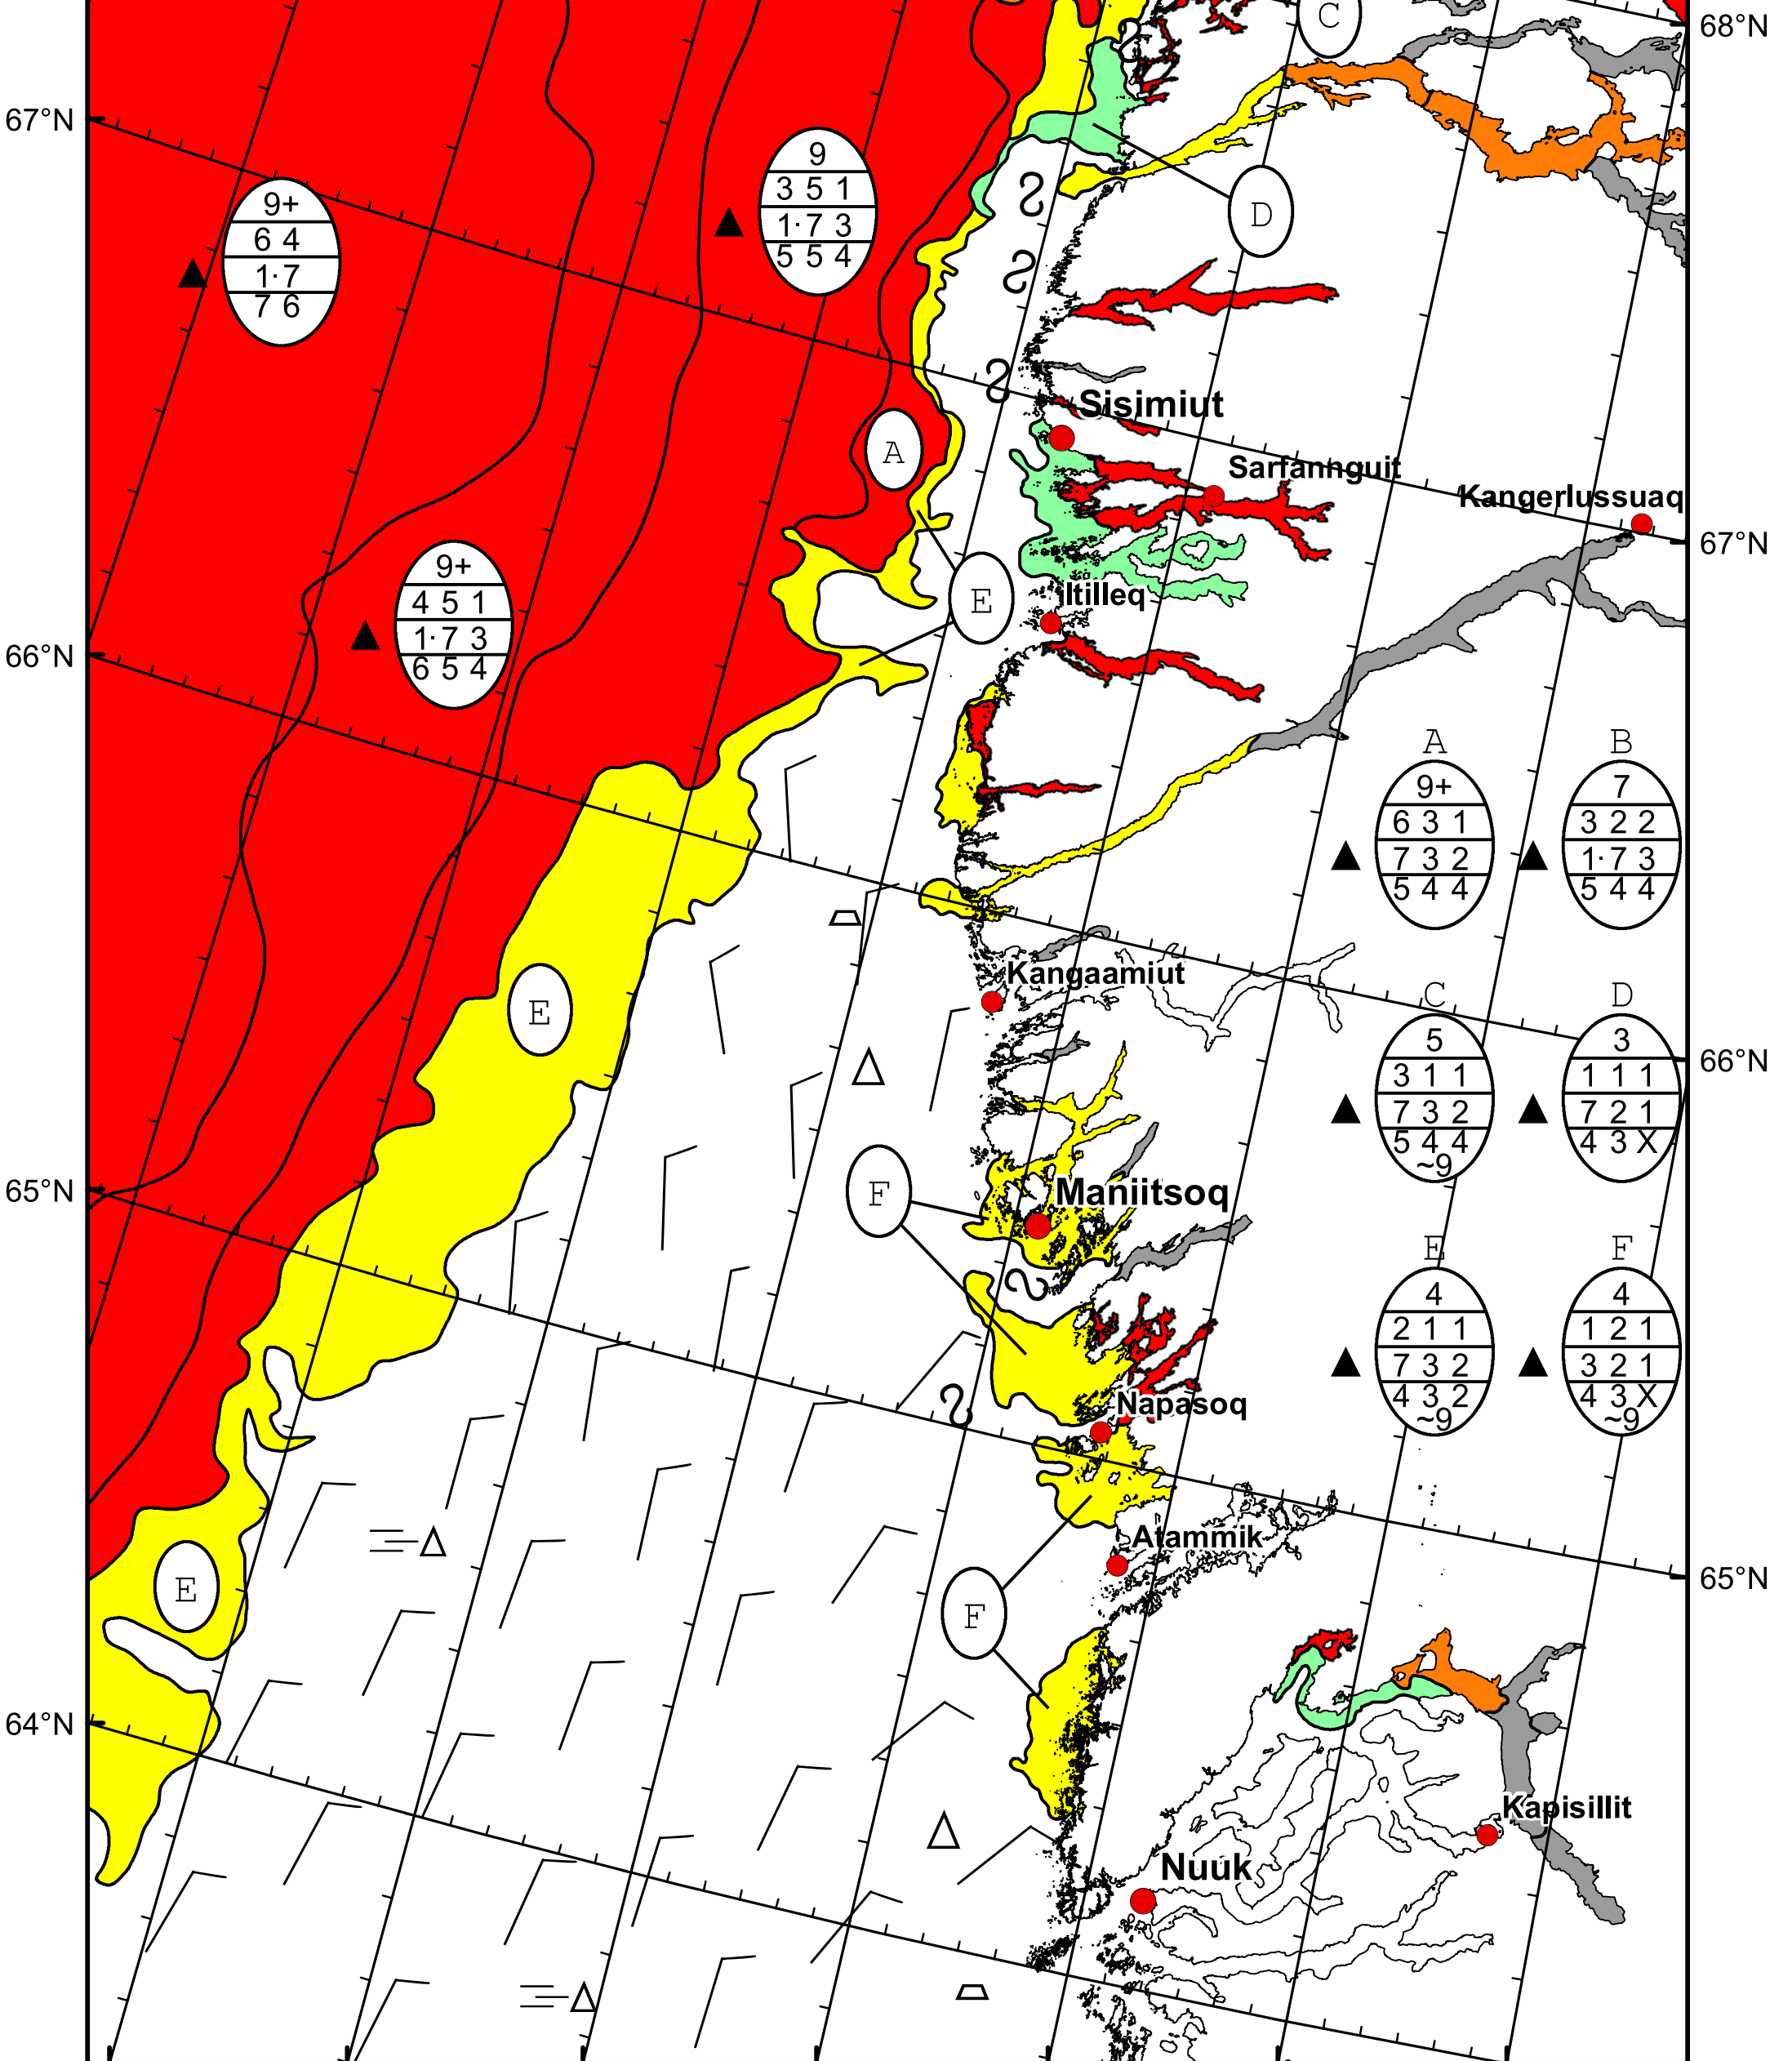 C
68°N
67°N
9
3 5 1
1·7 3
5 5 4
9+
6 4
1·7
7 6
D
Sisimiut
A
Sarfannguit
Kangerlussuaq
67°N
9+
4 5 1
1·7 3
6 5 4
E
Itilleq
66°N
A
9+
6 3 1
7 3 2
5 4 4
B
7
3 2 2
1·7 3
5 4 4
Kangaamiut
E
C
5
3 1 1
7 3 2
5 4 4
~9
D
3
1 1 1
7 2 1
4 3 X
66°N
65°N
F
Maniitsoq
E
4
2 1 1
7 3 2
4 3 2
~9
F
4
1 2 1
3 2 1
4 3 X
~9
Napasoq
Atammik
65°N
E
F
64°N
Kapisillit
Nuuk